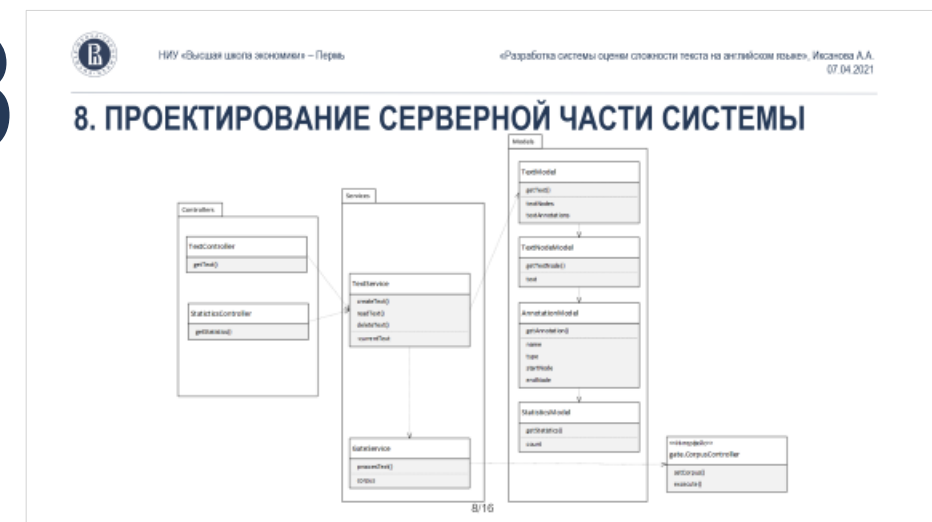 НИУ «Высшая школа экономики» – Пермь
«Разработка системы оценки сложности текста на английском языке», Иксанова А.А.
07.04.2021
8. ПРОЕКТИРОВАНИЕ СЕРВЕРНОЙ ЧАСТИ СИСТЕМЫ
Controllers
TextController
getText()
StatisticsController
getStatistics()
Services
TextService
createText()
readText()
deleteText()
currentText
GateService
processText()
corpus
Models
TextModel
getText()
textNodes
textAnnotations
TextNodeModel
getTextNode()
text
AnnotationModel
getAnnotation()
name
type
startNode
endNode
StatisticsModel
getStatistics()
count
gate.CorpusController
setCorpus()
execute()
8/16